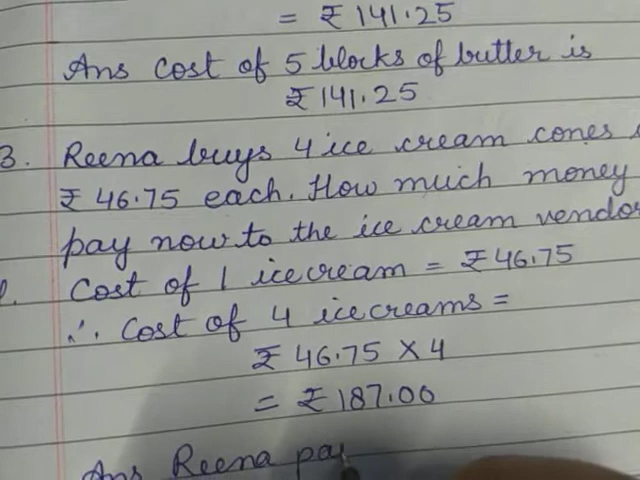 = ₹ 141.25
Ans Cost of 5 blocks of butter is
₹ 141.25
3. Reena buys 4 ice cream cones
₹ 46.75 each. How much money
pay now to the ice cream vendor
Cost of 1 icecream = ₹ 46.75
∴ Cost of 4 icecreams =
₹ 46.75 × 4
= ₹ 187.00
Ans Reena pay